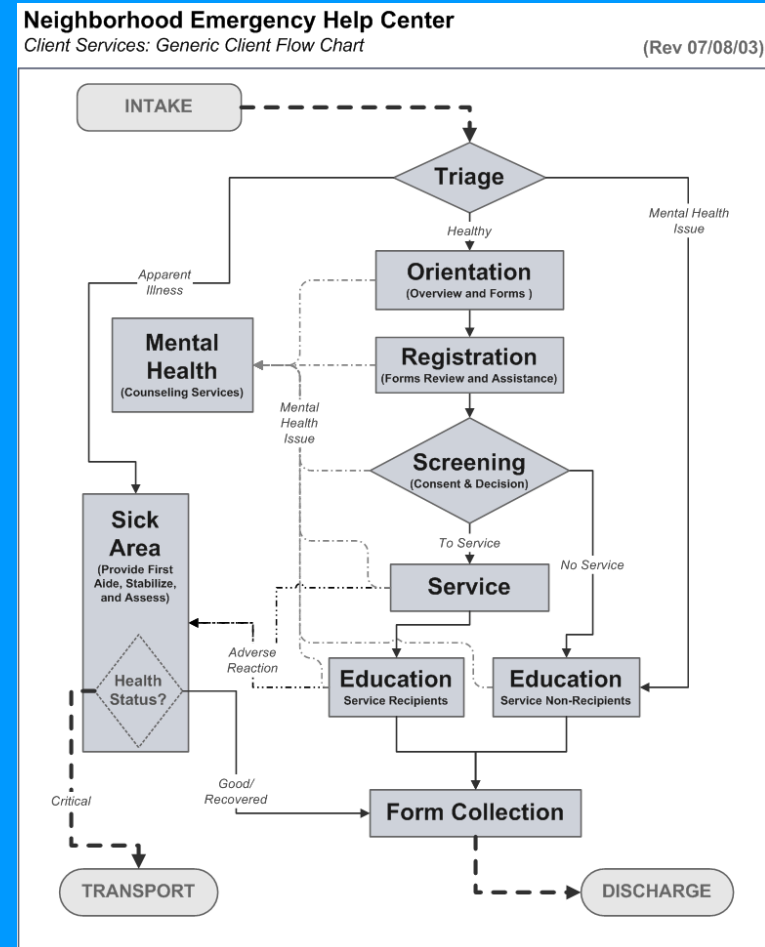 Neighborhood Emergency Help Center
Client Services: Generic Client Flow Chart
(Rev 07/08/03)
INTAKE
Triage
Mental Health
Issue
Healthy
Apparent
Illness
Orientation
(Overview and Forms )
Mental
Health
(Counseling Services)
Registration
(Forms Review and Assistance)
Mental
Health
Issue
Screening
(Consent & Decision)
Sick
Area
(Provide First
Aide, Stabilize,
and Assess)
To Service
No Service
Service
Adverse
Reaction
Education
Service Recipients
Education
Service Non-Recipients
Health
Status?
Good/
Recovered
Critical
Form Collection
TRANSPORT
DISCHARGE